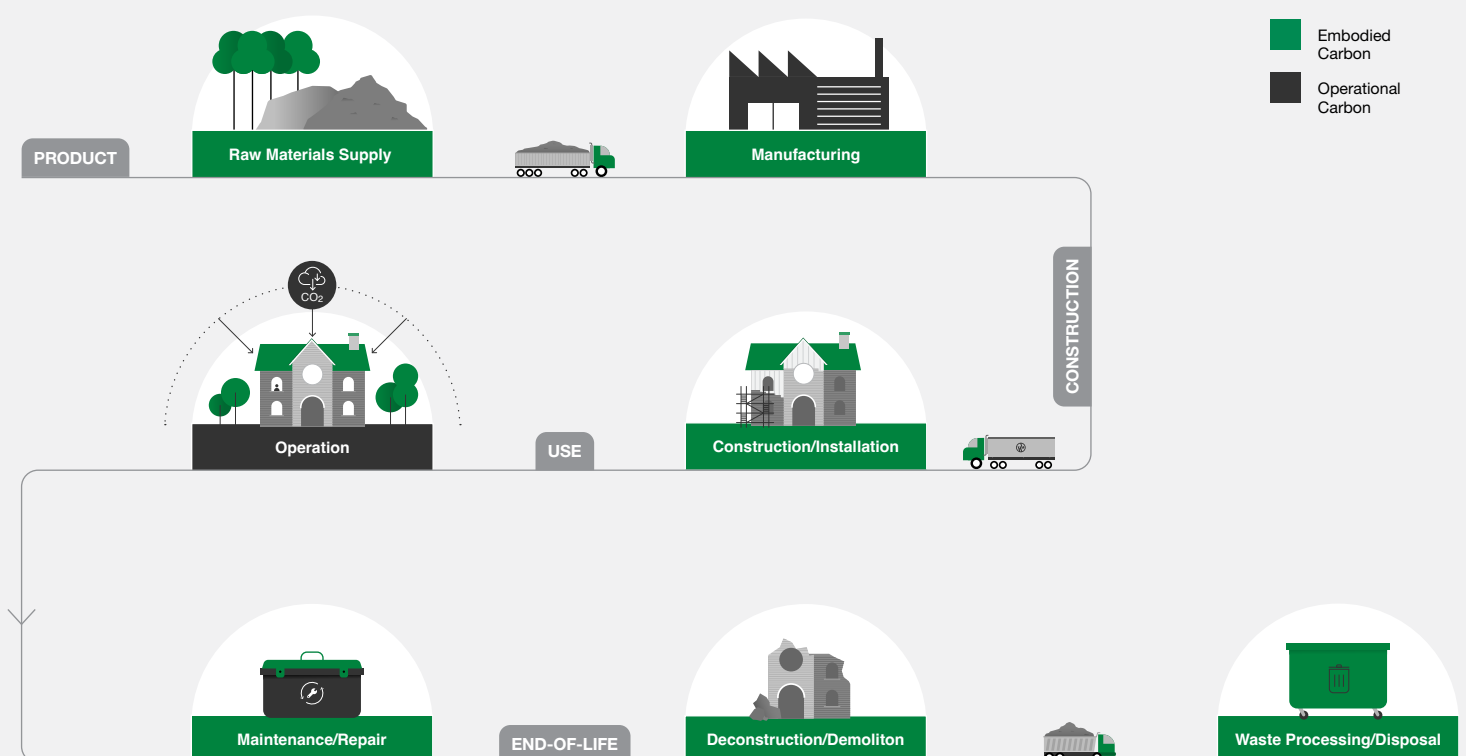 Embodied
Carbon
Operational
Carbon
PRODUCT
Raw Materials Supply
Manufacturing
CONSTRUCTION
CO₂
Operation
USE
Construction/Installation
Maintenance/Repair
END-OF-LIFE
Deconstruction/Demoliton
Waste Processing/Disposal